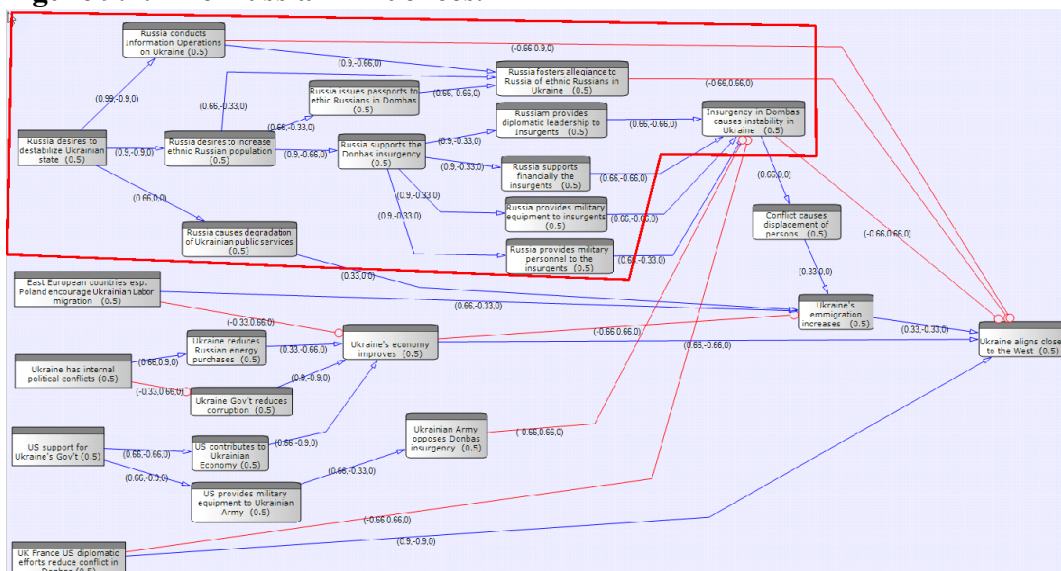 Russia conducts
Information Operations
on Ukraine (0.5)
(-0.66,0.9,0)
(0.9,-0.66,0)
Russia fosters allegiance to
Russia of ethnic Russians in
Ukraine (0.5)
(-0.66,0.66,0)
(0.99,-0.9,0)
(0.66,-0.33,0)
Russia issues passports to
ethic Russians in Dombas
(0.5)
(0.66,-0.66,0)
(0.66,-0.33,0)
Russiam provides
diplomatic leadership to
Insurgents (0.5)
(0.66,-0.66,0)
Insurgency in Dombas
causes instability in
Ukraine (0.5)
Russia desires to
destabilize Ukrainian
state (0.5)
(0.9,-0.9,0)
Russia desires to increase
ethnic Russian population
(0.5)
(0.9,-0.66,0)
Russia supports the
Donbas insurgency
(0.5)
(0.9,-0.33,0)
(0.9,-0.33,0)
Russia supports
financially the
insurgents (0.5)
(0.66,-0.66,0)
(0.66,0,0)
(0.66,0,0)
(0.9,-0.33,0)
Russia provides military
equipment to insurgents
(0.5)
(0.66,-0.66,0)
Conflict causes
displacement of
persons (0.5)
(-0.66,0.66,0)
Russia causes degradation
of Ukrainian public services
(0.5)
Russia provides military
personnel to the
insurgents (0.5)
(0.66,-0.33,0)
(0.33,0,0)
(0.33,0,0)
East European countries esp.
Poland encourage Ukrainian Labor
migration (0.5)
(0.66,-0.33,0)
Ukraine's
emmigration
increases (0.5)
(0.33,-0.33,0)
(-0.33,0.66,0)
(-0.66,0.66,0)
Ukraine reduces
Russian energy
purchases (0.5)
(0.33,-0.66,0)
Ukraine's economy
improves (0.5)
(0.66,-0.66,0)
Ukraine aligns close
to the West (0.5)
Ukraine has internal
political conflicts (0.5)
(0.66,0.9,0)
(-0.33,0.66,0)
(0.9,-0.9,0)
Ukraine Gov't reduces
corruption (0.5)
Ukrainian Army
opposes Donbas
insurgency (0.5)
(-0.66,0.66,0)
US support for
Ukraine's Gov't (0.5)
(0.66,-0.66,0)
US contributes to
Ukrainian
Economy (0.5)
(0.66,-0.9,0)
(0.66,-0.33,0)
US provides military
equipment to Ukrainian
Army (0.5)
(-0.66,0.66,0)
(0.9,-0.9,0)
UK France US diplomatic
efforts reduce conflict in